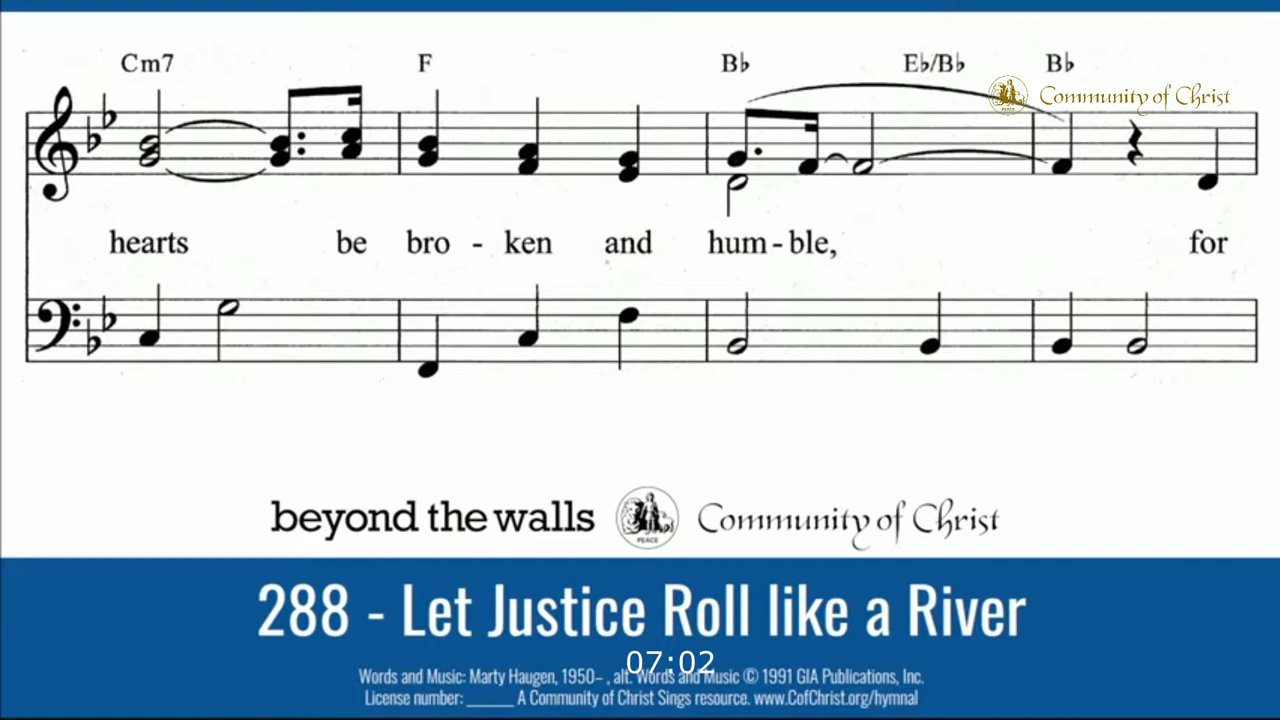 Cm7 F B♭ E♭/B♭ B♭
Community of Christ
hearts be bro - ken and hum - ble, for
beyond the walls PEACE Community of Christ
288 - Let Justice Roll like a River
07:02
Words and Music: Marty Haugen, 1950– , alt. Words and Music © 1991 GIA Publications, Inc.
License number: ______ A Community of Christ Sings resource. www.CofChrist.org/hymnal